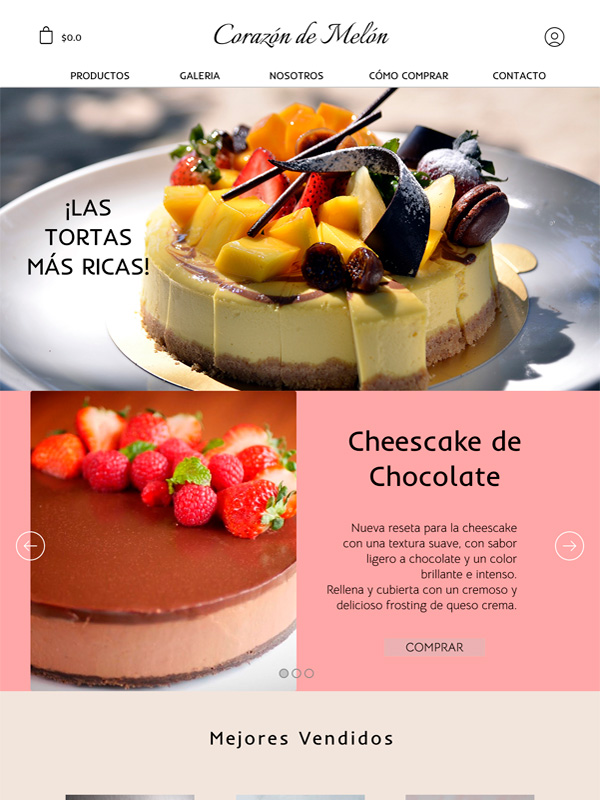 $0.0
Corazón de Melón
PRODUCTOS GALERIA NOSOTROS CÓMO COMPRAR CONTACTO
¡LAS
TORTAS
MÁS RICAS!
Cheescake de
Chocolate
Nueva reseta para la cheescake
con una textura suave, con sabor
ligero a chocolate y un color
brillante e intenso.
Rellena y cubierta con un cremoso y
delicioso frosting de queso crema.
COMPRAR
Mejores Vendidos